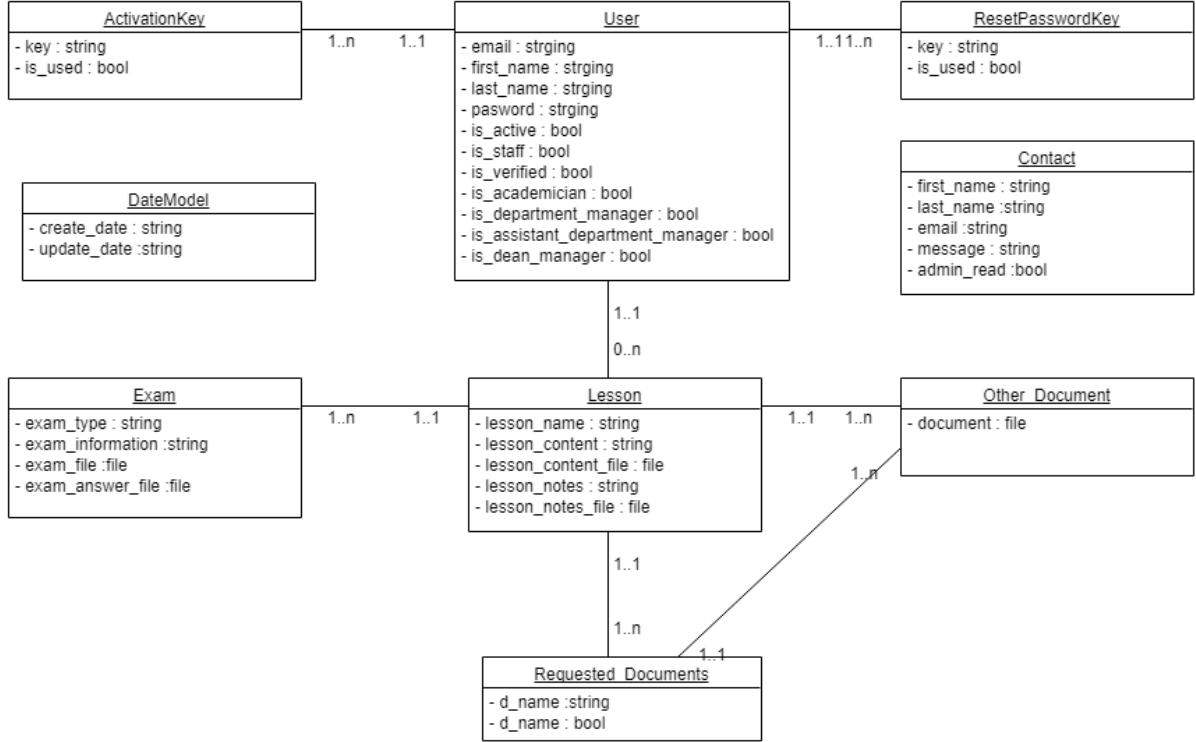 ActivationKey
- key : string
- is_used : bool
1..n
1..1
User
- email : strging
- first_name : strging
- last_name : strging
- pasword : strging
- is_active : bool
- is_staff : bool
- is_verified : bool
- is_academician : bool
- is_department_manager : bool
- is_assistant_department_manager : bool
- is_dean_manager : bool
1..1
1..n
ResetPasswordKey
- key : string
- is_used : bool
DateModel
- create_date : string
- update_date :string
Contact
- first_name : string
- last_name :string
- email :string
- message : string
- admin_read :bool
1..1
0..n
Exam
- exam_type : string
- exam_information :string
- exam_file :file
- exam_answer_file :file
1..n
1..1
Lesson
- lesson_name : string
- lesson_content : string
- lesson_content_file : file
- lesson_notes : string
- lesson_notes_file : file
1..1
1..n
Other_Document
- document : file
1..n
1..1
1..n
1..1
Requested_Documents
- d_name :string
- d_name : bool